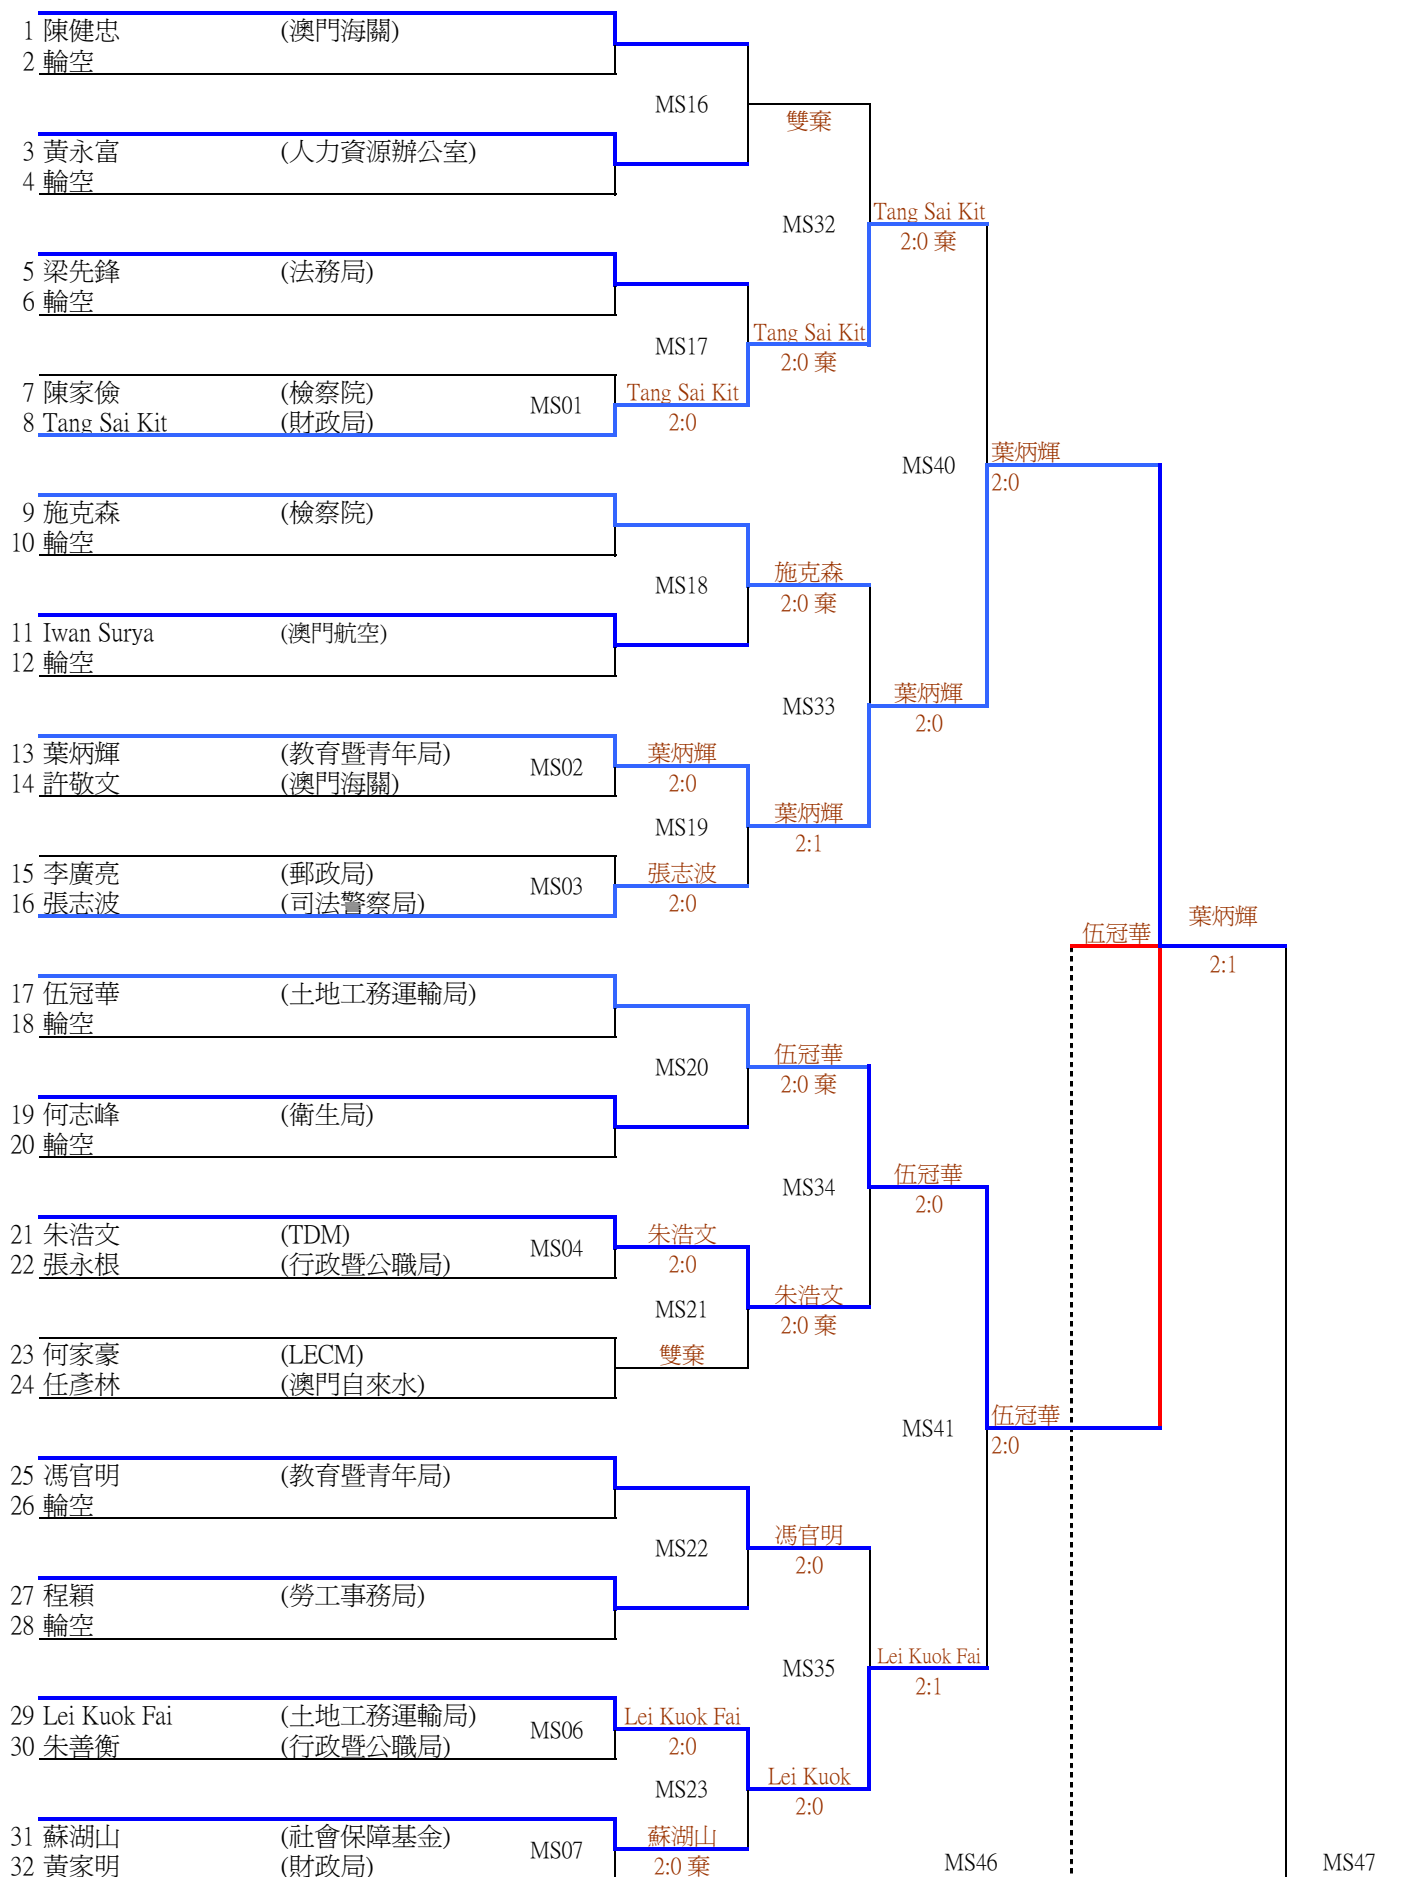 1 陳健忠 (澳門海關)
2 輪空
MS16
雙棄
3 黃永富 (人力資源辦公室)
4 輪空
Tang Sai Kit
MS32
2:0 棄
5 梁先鋒 (法務局)
6 輪空
Tang Sai Kit
MS17
2:0 棄
7 陳家儉 (檢察院) MS01 Tang Sai Kit
8 Tang Sai Kit (財政局) 2:0
葉炳輝
MS40
2:0
9 施克森 (檢察院)
10 輪空
施克森
MS18
2:0 棄
11 Iwan Surya (澳門航空)
12 輪空
葉炳輝
MS33
2:0
13 葉炳輝 (教育暨青年局) MS02 葉炳輝
14 許敬文 (澳門海關) 2:0
葉炳輝
MS19
2:1
15 李廣亮 (郵政局) MS03 張志波
16 張志波 (司法警察局) 2:0
葉炳輝
伍冠華
2:1
17 伍冠華 (土地工務運輸局)
18 輪空
伍冠華
MS20
2:0 棄
19 何志峰 (衛生局)
20 輪空
伍冠華
MS34
2:0
21 朱浩文 (TDM) MS04 朱浩文
22 張永根 (行政暨公職局) 2:0
朱浩文
MS21
2:0 棄
23 何家豪 (LECM) 雙棄
24 任彥林 (澳門自來水)
伍冠華
MS41
2:0
25 馮官明 (教育暨青年局)
26 輪空
馮官明
MS22
2:0
27 程穎 (勞工事務局)
28 輪空
Lei Kuok Fai
MS35
2:1
29 Lei Kuok Fai (土地工務運輸局) MS06 Lei Kuok Fai
30 朱善衡 (行政暨公職局) 2:0
Lei Kuok
MS23
2:0
31 蘇湖山 (社會保障基金) MS07 蘇湖山
32 黃家明 (財政局) 2:0 棄 MS46 MS47